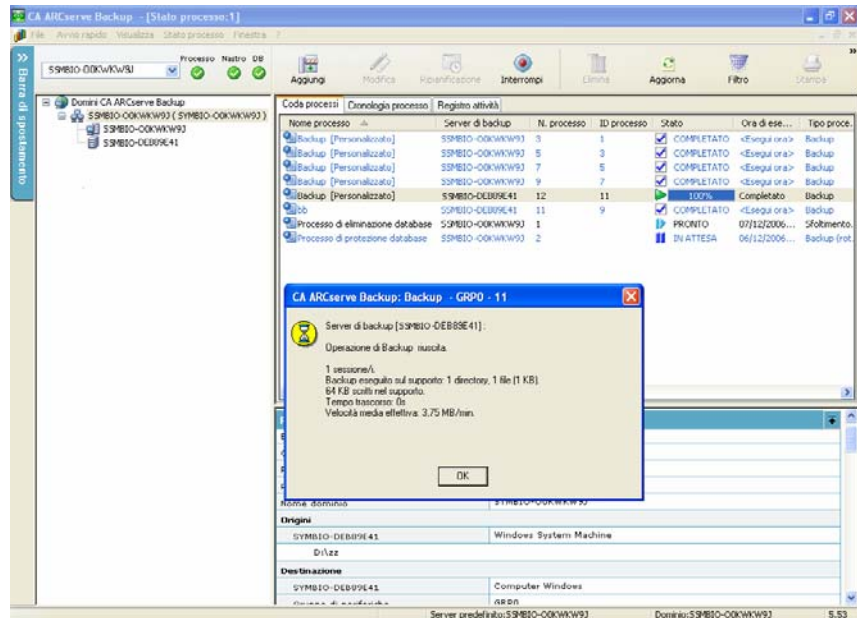 CA ARCserve Backup - [Stato processo:1]
File Avvio rapido Visualizza Stato processo Finestra ?
Barra di spostamento
SSMBIO-O0KWKW9J
Processo Nastro DB
Aggiungi Modifica Ripianificazione Interrompi Elimina Aggiorna Filtro Stampa
Domini CA ARCserve Backup
SSMBIO-O0KWKW9J ( SYMBIO-O0KWKW9J )
SSMBIO-O0KWKW9J
SSMBIO-DEB89E41
Coda processi Cronologia processo Registro attività
Nome processo Server di backup N. processo ID processo Stato Ora di ese... Tipo proce.
Backup [Personalizzato] SSMBIO-O0KWKW9J 3 1 COMPLETATO <Esegui ora> Backup
Backup [Personalizzato] SSMBIO-O0KWKW9J 5 3 COMPLETATO <Esegui ora> Backup
Backup [Personalizzato] SSMBIO-O0KWKW9J 7 5 COMPLETATO <Esegui ora> Backup
Backup [Personalizzato] SSMBIO-O0KWKW9J 9 7 COMPLETATO <Esegui ora> Backup
Backup [Personalizzato] SSMBIO-DEB89E41 12 11 100% Completato Backup
bb SSMBIO-DEB89E41 11 9 COMPLETATO <Esegui ora> Backup
Processo di eliminazione database SSMBIO-O0KWKW9J 1 PRONTO 07/12/2006... Sfoltimento.
Processo di protezione database SSMBIO-O0KWKW9J 2 IN ATTESA 06/12/2006... Backup (rot.
CA ARCserve Backup: Backup - GRP0 - 11
Server di backup [SSMBIO-DEB89E41] :
Operazione di Backup riuscita.
1 sessione/i.
Backup eseguito sul supporto: 1 directory, 1 file (1 KB).
64 KB scritti nel supporto.
Tempo trascorso: 0s
Velocità media effettiva: 3,75 MB/min.
OK
Nome dominio SYMBIO-O0KWKW9J
Origini
SYMBIO-DEB89E41 Windows System Machine
D:\zz
Destinazione
SYMBIO-DEB89E41 Computer Windows
Gruppo di periferiche GRP0
Server predefinito:SSMBIO-O0KWKW9J Dominio:SSMBIO-O0KWKW9J 5.53